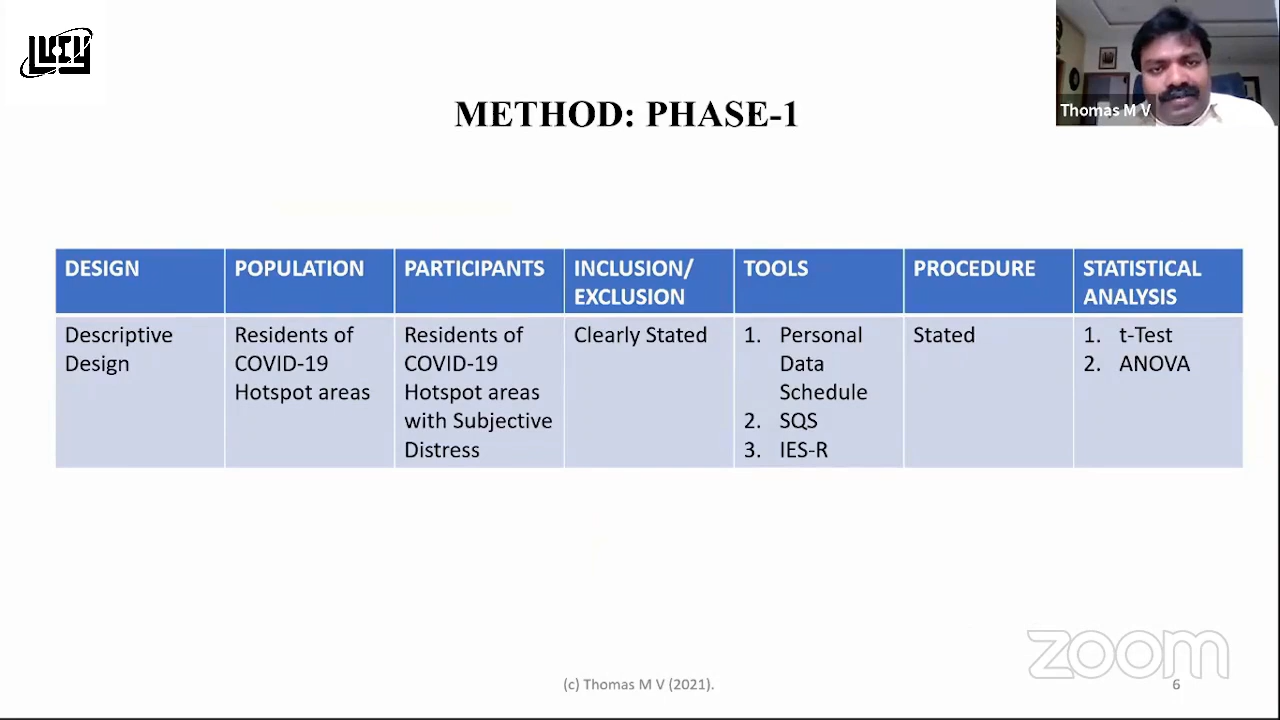 METHOD: PHASE-1
Thomas M V
DESIGN
POPULATION
PARTICIPANTS
INCLUSION/
EXCLUSION
TOOLS
PROCEDURE
STATISTICAL
ANALYSIS
Descriptive
Design
Residents of
COVID-19
Hotspot areas
Residents of
COVID-19
Hotspot areas
with Subjective
Distress
Clearly Stated
1. Personal
Data
Schedule
2. SQS
3. IES-R
Stated
1. t-Test
2. ANOVA
zoom
(c) Thomas M V (2021).
6